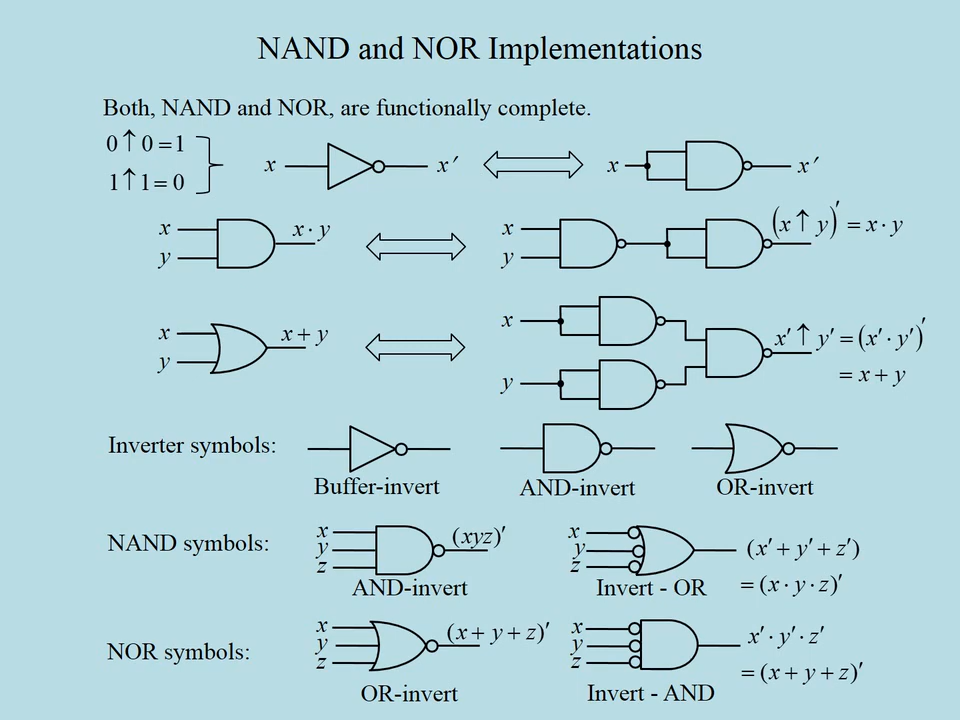 NAND and NOR Implementations
Both, NAND and NOR, are functionally complete.
0 ↑ 0 = 1
1 ↑ 1 = 0
x x′ x x′
x y x · y x y (x ↑ y)′ = x · y
x y x + y x y x′ ↑ y′ = (x′ · y′)′
= x + y
Inverter symbols:
Buffer-invert AND-invert OR-invert
NAND symbols: x y z (xyz)′ x y z (x′ + y′ + z′)
AND-invert Invert - OR = (x · y · z)′
NOR symbols: x y z (x + y + z)′ x y z x′ · y′ · z′
= (x + y + z)′
OR-invert Invert - AND